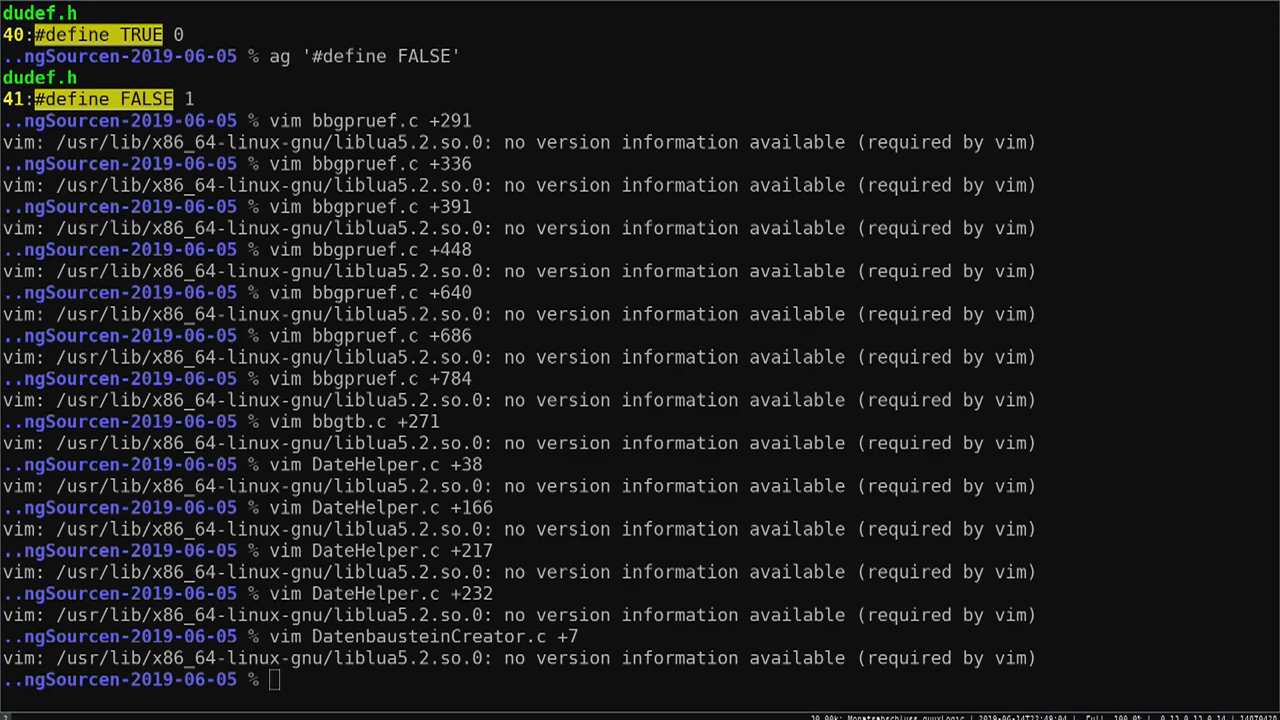 dudef.h
40:#define TRUE 0
..ngSourcen-2019-06-05 % ag '#define FALSE'
dudef.h
41:#define FALSE 1
..ngSourcen-2019-06-05 % vim bbgpruef.c +291
vim: /usr/lib/x86_64-linux-gnu/liblua5.2.so.0: no version information available (required by vim)
..ngSourcen-2019-06-05 % vim bbgpruef.c +336
vim: /usr/lib/x86_64-linux-gnu/liblua5.2.so.0: no version information available (required by vim)
..ngSourcen-2019-06-05 % vim bbgpruef.c +391
vim: /usr/lib/x86_64-linux-gnu/liblua5.2.so.0: no version information available (required by vim)
..ngSourcen-2019-06-05 % vim bbgpruef.c +448
vim: /usr/lib/x86_64-linux-gnu/liblua5.2.so.0: no version information available (required by vim)
..ngSourcen-2019-06-05 % vim bbgpruef.c +640
vim: /usr/lib/x86_64-linux-gnu/liblua5.2.so.0: no version information available (required by vim)
..ngSourcen-2019-06-05 % vim bbgpruef.c +686
vim: /usr/lib/x86_64-linux-gnu/liblua5.2.so.0: no version information available (required by vim)
..ngSourcen-2019-06-05 % vim bbgpruef.c +784
vim: /usr/lib/x86_64-linux-gnu/liblua5.2.so.0: no version information available (required by vim)
..ngSourcen-2019-06-05 % vim bbgtb.c +271
vim: /usr/lib/x86_64-linux-gnu/liblua5.2.so.0: no version information available (required by vim)
..ngSourcen-2019-06-05 % vim DateHelper.c +38
vim: /usr/lib/x86_64-linux-gnu/liblua5.2.so.0: no version information available (required by vim)
..ngSourcen-2019-06-05 % vim DateHelper.c +166
vim: /usr/lib/x86_64-linux-gnu/liblua5.2.so.0: no version information available (required by vim)
..ngSourcen-2019-06-05 % vim DateHelper.c +217
vim: /usr/lib/x86_64-linux-gnu/liblua5.2.so.0: no version information available (required by vim)
..ngSourcen-2019-06-05 % vim DateHelper.c +232
vim: /usr/lib/x86_64-linux-gnu/liblua5.2.so.0: no version information available (required by vim)
..ngSourcen-2019-06-05 % vim DatenbausteinCreator.c +7
vim: /usr/lib/x86_64-linux-gnu/liblua5.2.so.0: no version information available (required by vim)
..ngSourcen-2019-06-05 %